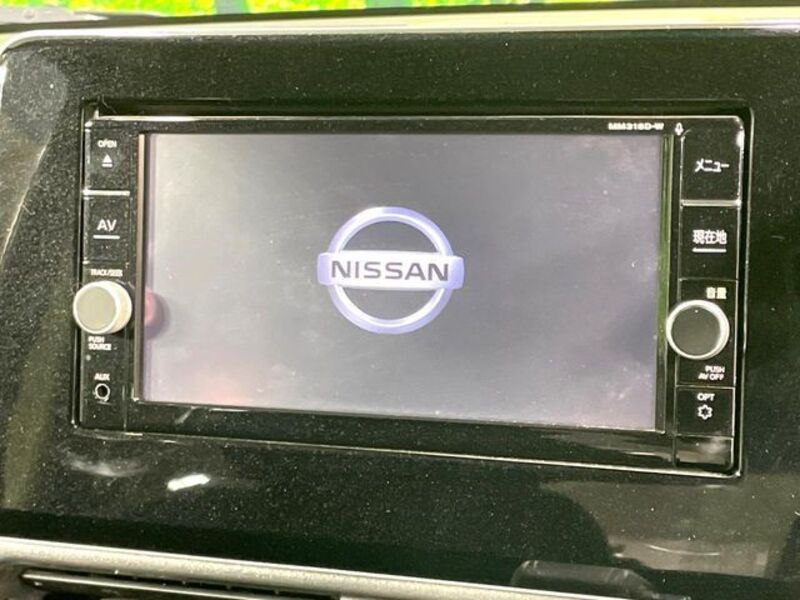 MM318D-W
OPEN
AV
TRACK/SEEK
PUSH
SOURCE
AUX
NISSAN
メニュー
現在地
音量
PUSH
AV OFF
OPT